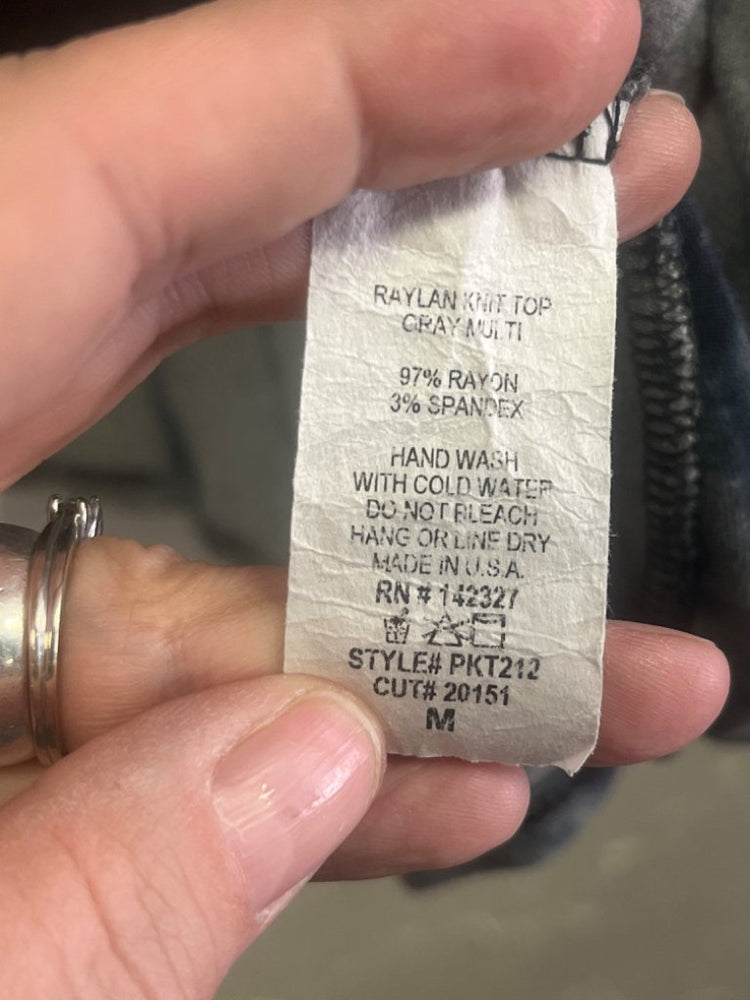 RAYLAN KNIT TOP
GRAY MULTI
97% RAYON
3% SPANDEX
HAND WASH
WITH COLD WATER
DO NOT BLEACH
HANG OR LINE DRY
MADE IN U.S.A.
RN # 142327
STYLE# PKT212
CUT# 20151
M